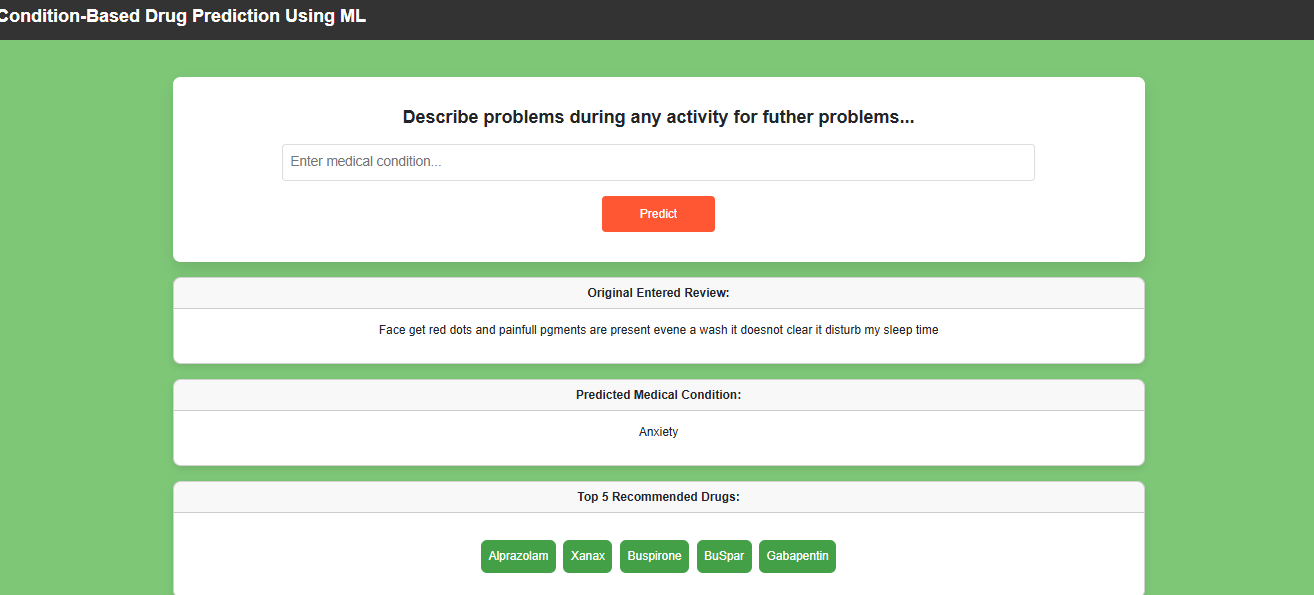 Condition-Based Drug Prediction Using ML
Describe problems during any activity for futher problems...
Enter medical condition...
Predict
Original Entered Review:
Face get red dots and painfull pgments are present evene a wash it doesnot clear it disturb my sleep time
Predicted Medical Condition:
Anxiety
Top 5 Recommended Drugs:
Alprazolam Xanax Buspirone BuSpar Gabapentin